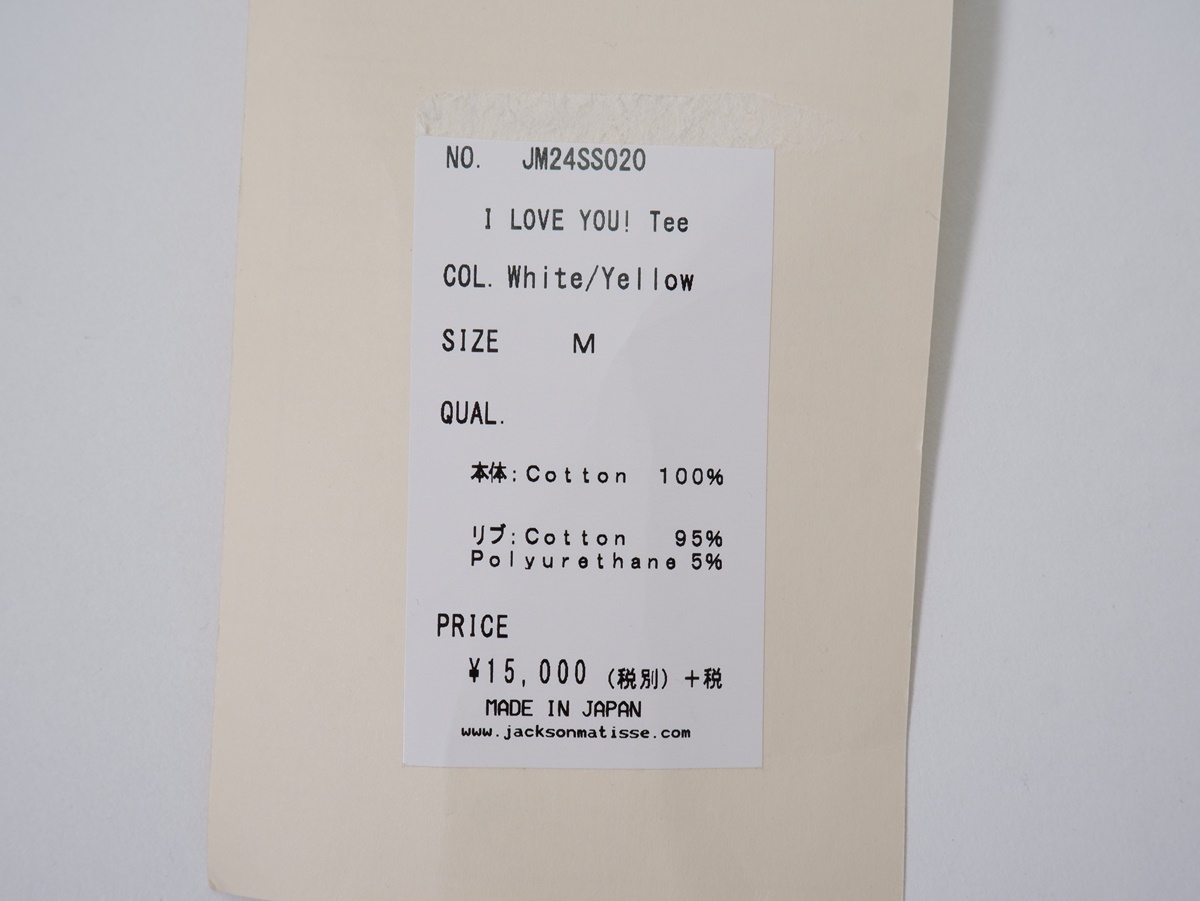 NO. JM24SS020
I LOVE YOU! Tee
COL. White/Yellow
SIZE M
QUAL.
本体:Cotton 100%
リブ:Cotton 95%
Polyurethane 5%
PRICE
¥15,000 (税別) +税
MADE IN JAPAN
www.jacksonmatisse.com